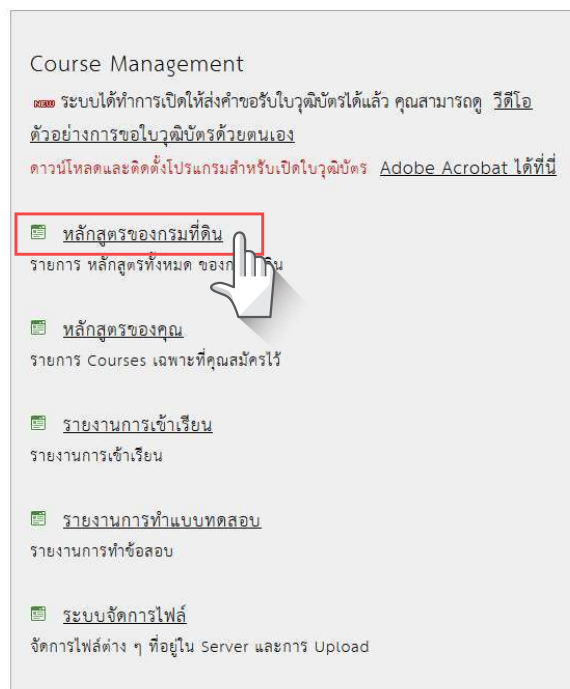 Course Management
NEW ระบบได้ทำการเปิดให้ส่งคำขอรับใบวุฒิบัตรได้แล้ว คุณสามารถดู วีดีโอ
ตัวอย่างการขอใบวุฒิบัตรด้วยตนเอง
ดาวน์โหลดและติดตั้งโปรแกรมสำหรับเปิดใบวุฒิบัตร Adobe Acrobat ได้ที่นี่
หลักสูตรของกรมที่ดิน
รายการ หลักสูตรทั้งหมด
หลักสูตรของคุณ
รายการ Courses เฉพาะที่คุณสมัครไว้
รายงานการเข้าเรียน
รายงานการเข้าเรียน
รายงานการทำแบบทดสอบ
รายงานการทำข้อสอบ
ระบบจัดการไฟล์
จัดการไฟล์ต่าง ๆ ที่อยู่ใน Server และการ Upload